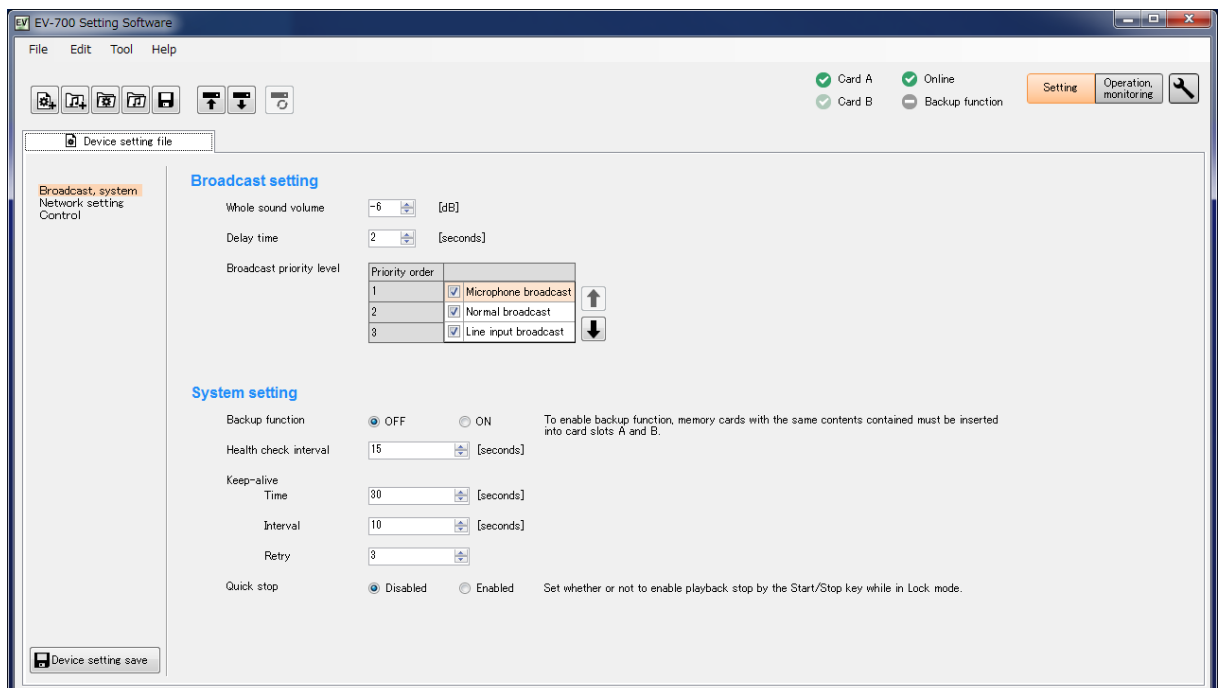 EV EV-700 Setting Software
File Edit Tool Help
Card A Online
Card B Backup function
Setting
Operation,
monitoring
Device setting file
Broadcast, system
Network setting
Control
Broadcast setting
Whole sound volume -6 [dB]
Delay time 2 [seconds]
Broadcast priority level
Priority order
1 Microphone broadcast
2 Normal broadcast
3 Line input broadcast
System setting
Backup function OFF ON To enable backup function, memory cards with the same contents contained must be inserted
into card slots A and B.
Health check interval 15 [seconds]
Keep-alive
Time 30 [seconds]
Interval 10 [seconds]
Retry 3
Quick stop Disabled Enabled Set whether or not to enable playback stop by the Start/Stop key while in Lock mode.
Device setting save